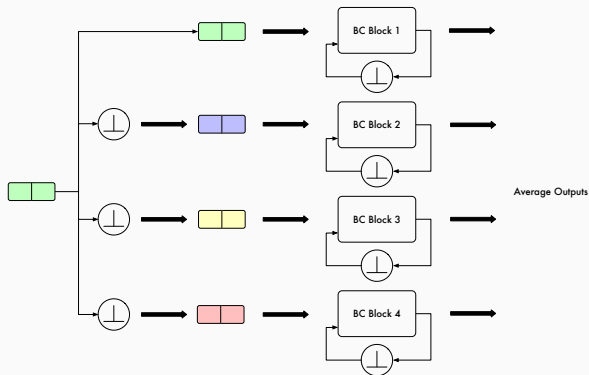 BC Block 1
BC Block 2
Average Outputs
BC Block 3
BC Block 4